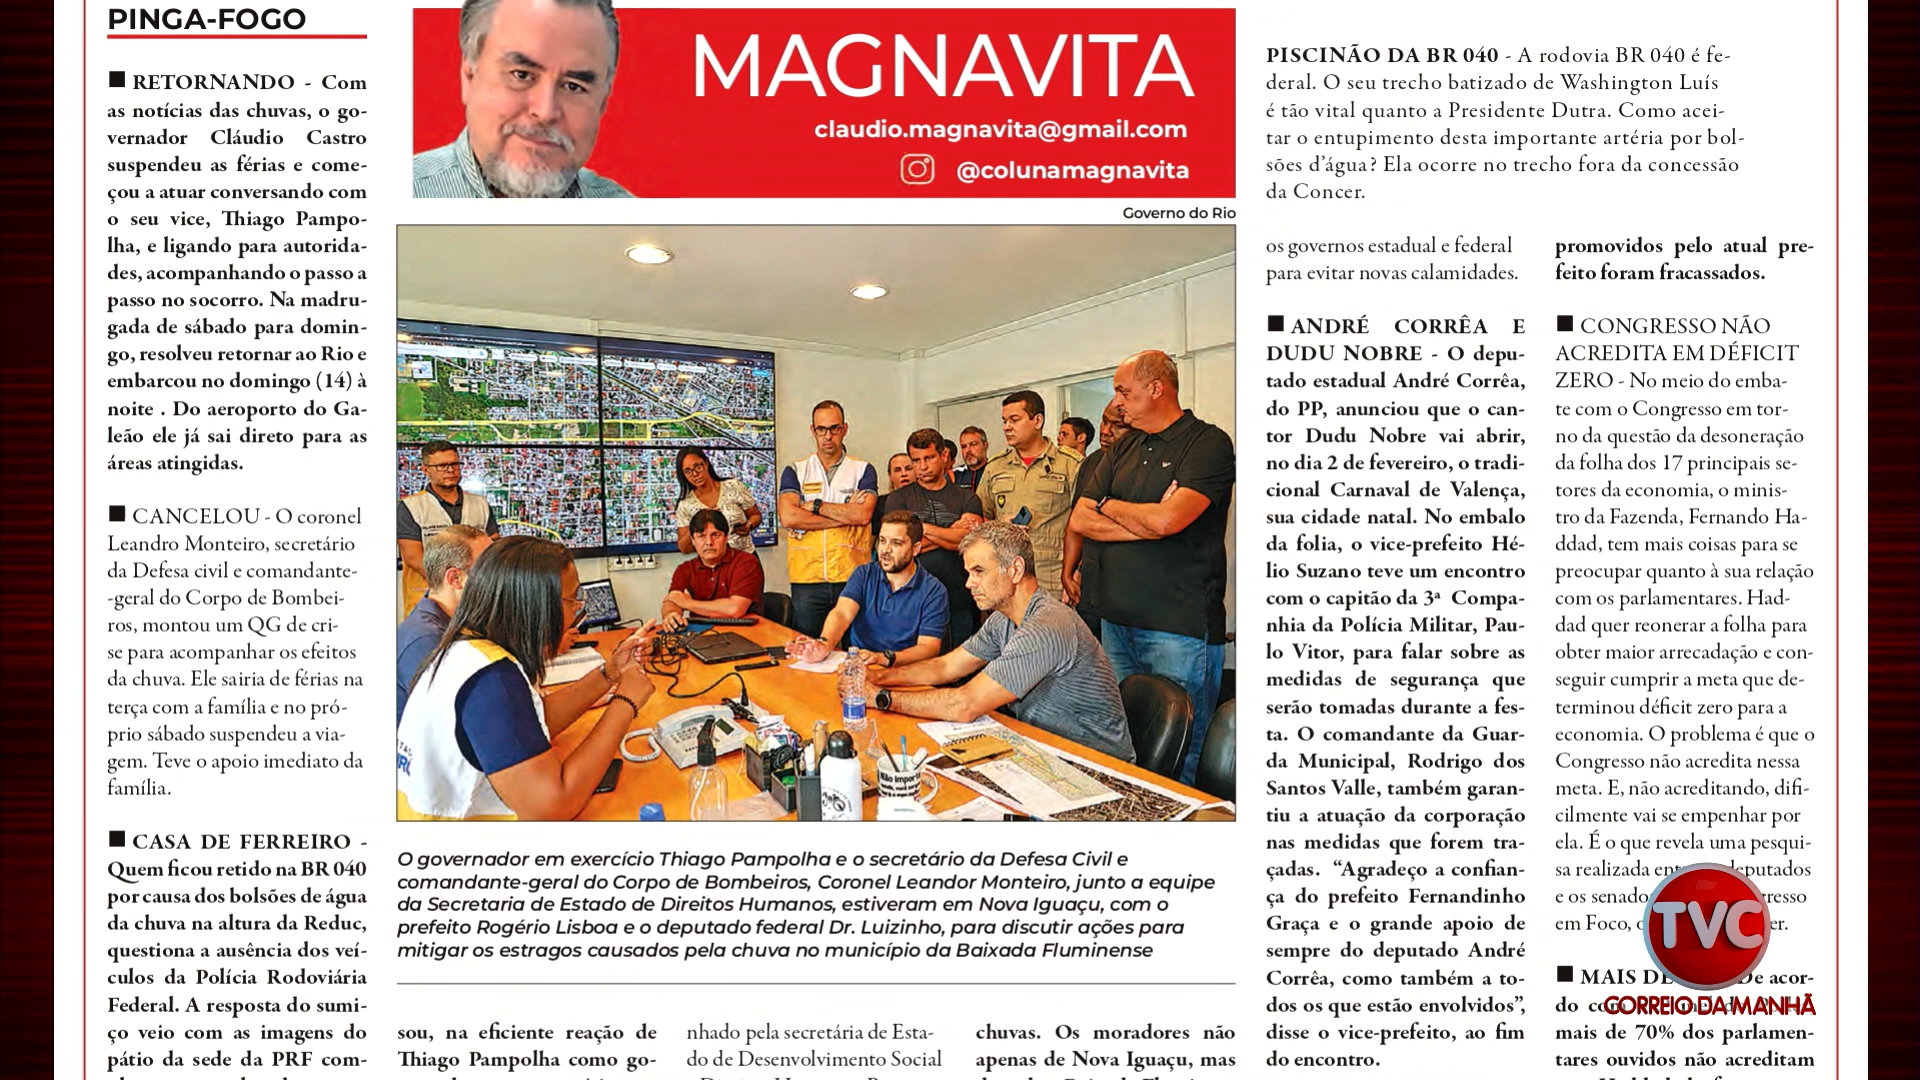 PINGA-FOGO
■ RETORNANDO - Com
as notícias das chuvas, o go-
vernador Cláudio Castro
suspendeu as férias e come-
çou a atuar conversando com
o seu vice, Thiago Pampo-
lha, e ligando para autorida-
des, acompanhando o passo a
passo no socorro. Na madru-
gada de sábado para domin-
go, resolveu retornar ao Rio e
embarcou no domingo (14) à
noite . Do aeroporto do Ga-
leão ele já sai direto para as
áreas atingidas.
■ CANCELOU - O coronel
Leandro Monteiro, secretário
da Defesa civil e comandante-
-geral do Corpo de Bombei-
ros, montou um QG de cri-
se para acompanhar os efeitos
da chuva. Ele sairia de férias na
terça com a família e no pró-
prio sábado suspendeu a via-
gem. Teve o apoio imediato da
família.
■ CASA DE FERREIRO -
Quem ficou retido na BR 040
por causa dos bolsões de água
da chuva na altura da Reduc,
questiona a ausência dos veí-
culos da Polícia Rodoviária
Federal. A resposta do sumi-
ço veio com as imagens do
pátio da sede da PRF com-
MAGNAVITA
claudio.magnavita@gmail.com
@colunamagnavita
Governo do Rio
Não Importa
O governador em exercício Thiago Pampolha e o secretário da Defesa Civil e
comandante-geral do Corpo de Bombeiros, Coronel Leandor Monteiro, junto a equipe
da Secretaria de Estado de Direitos Humanos, estiveram em Nova Iguaçu, com o
prefeito Rogério Lisboa e o deputado federal Dr. Luizinho, para discutir ações para
mitigar os estragos causados pela chuva no município da Baixada Fluminense
sou, na eficiente reação de
Thiago Pampolha como go-
nhado pela secretária de Esta-
do de Desenvolvimento Social
chuvas. Os moradores não
apenas de Nova Iguaçu, mas
PISCINÃO DA BR 040 - A rodovia BR 040 é fe-
deral. O seu trecho batizado de Washington Luís
é tão vital quanto a Presidente Dutra. Como acei-
tar o entupimento desta importante artéria por bol-
sões d’água? Ela ocorre no trecho fora da concessão
da Concer.
os governos estadual e federal
para evitar novas calamidades.
■ ANDRÉ CORRÊA E
DUDU NOBRE - O depu-
tado estadual André Corrêa,
do PP, anunciou que o can-
tor Dudu Nobre vai abrir,
no dia 2 de fevereiro, o tradi-
cional Carnaval de Valença,
sua cidade natal. No embalo
da folia, o vice-prefeito Hé-
lio Suzano teve um encontro
com o capitão da 3ª Compa-
nhia da Polícia Militar, Pau-
lo Vitor, para falar sobre as
medidas de segurança que
serão tomadas durante a fes-
ta. O comandante da Guar-
da Municipal, Rodrigo dos
Santos Valle, também garan-
tiu a atuação da corporação
nas medidas que forem tra-
çadas. “Agradeço a confian-
ça do prefeito Fernandinho
Graça e o grande apoio de
sempre do deputado André
Corrêa, como também a to-
dos os que estão envolvidos”,
disse o vice-prefeito, ao fim
do encontro.
promovidos pelo atual pre-
feito foram fracassados.
■ CONGRESSO NÃO
ACREDITA EM DÉFICIT
ZERO - No meio do emba-
te com o Congresso em tor-
no da questão da desoneração
da folha dos 17 principais se-
tores da economia, o minis-
tro da Fazenda, Fernando Ha-
ddad, tem mais coisas para se
preocupar quanto à sua relação
com os parlamentares. Had-
dad quer reonerar a folha para
obter maior arrecadação e con-
seguir cumprir a meta que de-
terminou déficit zero para a
economia. O problema é que o
Congresso não acredita nessa
meta. E, não acreditando, difi-
cilmente vai se empenhar por
ela. É o que revela uma pesqui-
sa realizada
e os
em Foco,
■ MAIS De acor-
do
mais de 70% dos parlamen-
tares ouvidos não acreditam
TVC
CORREIO DA MANHÃ